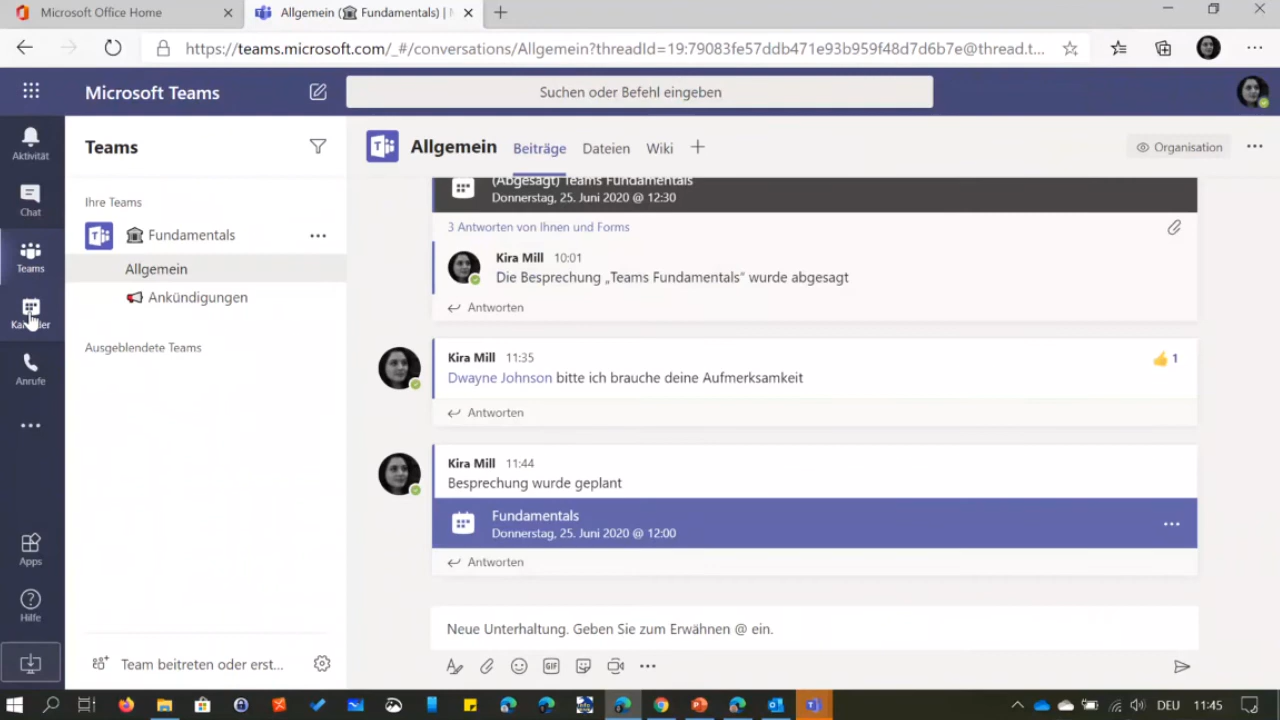 Microsoft Office Home
Allgemein (🏛 Fundamentals) |
https://teams.microsoft.com/_#/conversations/Allgemein?threadId=19:79083fe57ddb471e93b959f48d7d6b7e@thread.t...
Microsoft Teams
Suchen oder Befehl eingeben
Aktivität
Chat
Teams
Anrufe
Apps
Hilfe
Teams
Ihre Teams
Fundamentals
Allgemein
Ankündigungen
Ausgeblendete Teams
Team beitreten oder erst...
Allgemein
Beiträge
Dateien
Wiki
Organisation
(Abgesagt) Teams Fundamentals
Donnerstag, 25. Juni 2020 @ 12:30
3 Antworten von Ihnen und Forms
Kira Mill 10:01
Die Besprechung „Teams Fundamentals“ wurde abgesagt
Antworten
Kira Mill 11:35
👍 1
Dwayne Johnson bitte ich brauche deine Aufmerksamkeit
Antworten
Kira Mill 11:44
Besprechung wurde geplant
Fundamentals
Donnerstag, 25. Juni 2020 @ 12:00
Antworten
Neue Unterhaltung. Geben Sie zum Erwähnen @ ein.
GIF
DEU
11:45